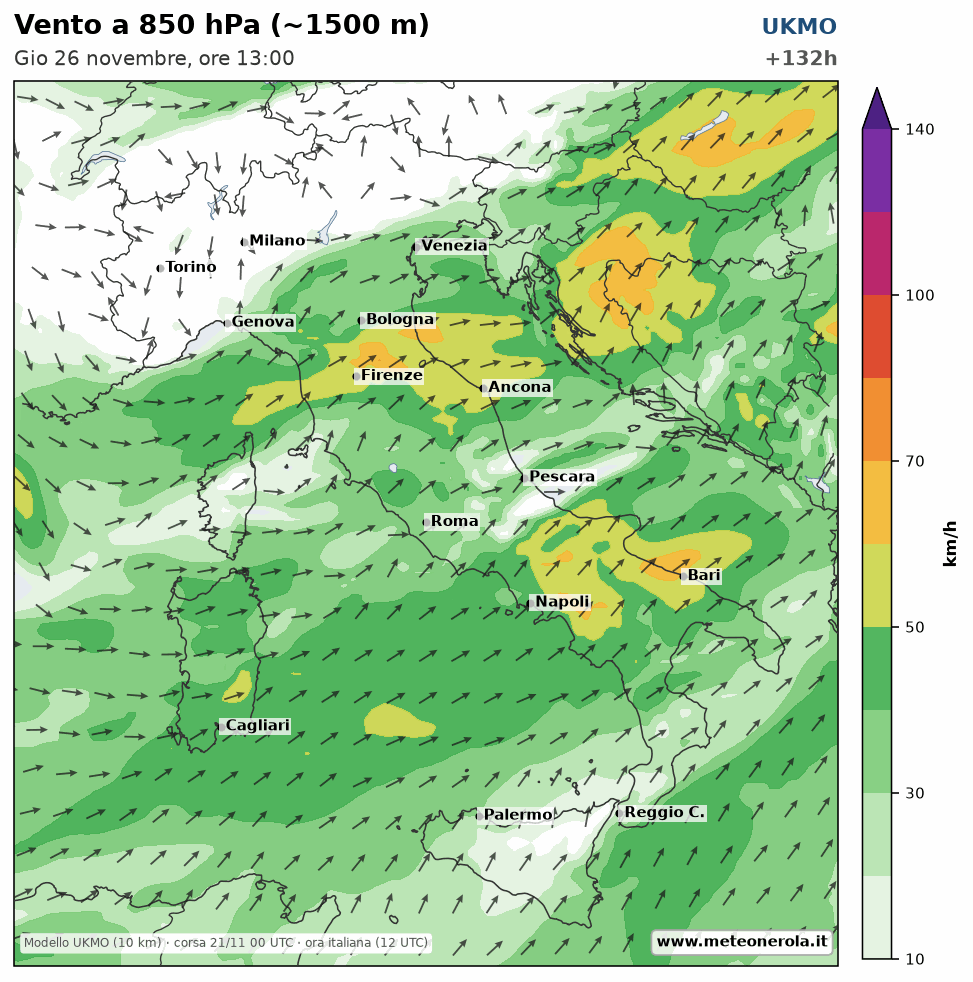 Vento a 850 hPa (~1500 m)
UKMO
Gio 26 novembre, ore 13:00
+132h
Milano
Venezia
Torino
Genova
Bologna
Firenze
Ancona
Pescara
Roma
Bari
Napoli
Cagliari
Palermo
Reggio C.
140
100
70
50
30
10
km/h
Modello UKMO (10 km) · corsa 21/11 00 UTC · ora italiana (12 UTC)
www.meteonerola.it